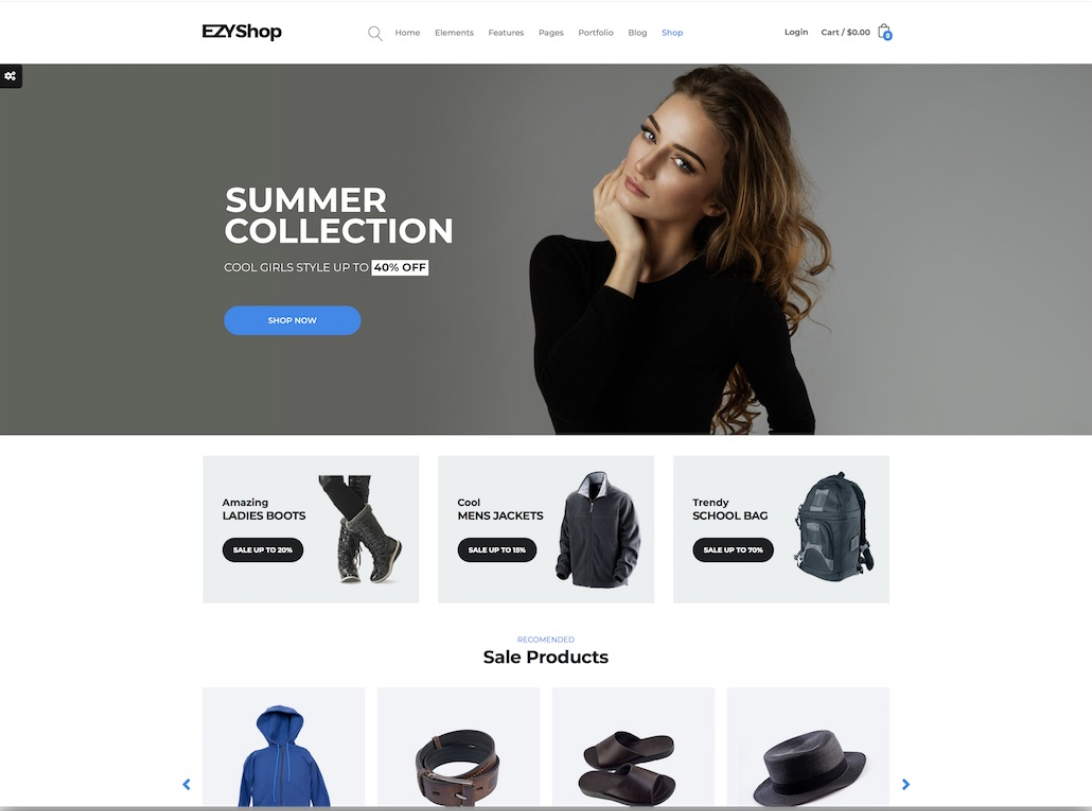 EZYShop
Home Elements Features Pages Portfolio Blog Shop
Login Cart / $0.00
0
SUMMER
COLLECTION
COOL GIRLS STYLE UP TO 40% OFF
SHOP NOW
Amazing
LADIES BOOTS
SALE UP TO 20%
Cool
MENS JACKETS
SALE UP TO 15%
Trendy
SCHOOL BAG
SALE UP TO 70%
RECOMENDED
Sale Products